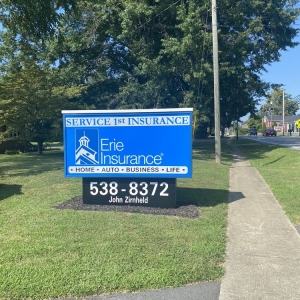 SERVICE 1st INSURANCE
Erie
Insurance®
• HOME • AUTO • BUSINESS • LIFE •
538-8372
John Zirnheld